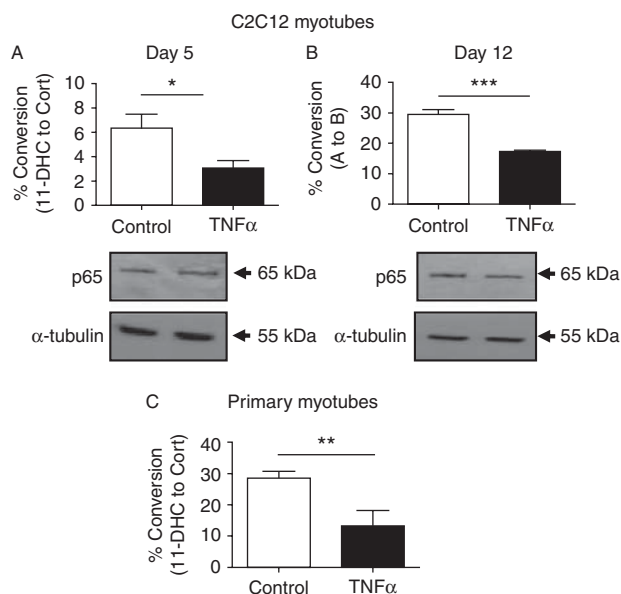 C2C12 myotubes
A Day 5
% Conversion
(11-DHC to Cort)
10
8
6
4
2
0
*
Control TNFα
p65 65 kDa
α-tubulin 55 kDa
B Day 12
% Conversion
(A to B)
40
30
20
10
0
***
Control TNFα
p65 65 kDa
α-tubulin 55 kDa
C Primary myotubes
% Conversion
(11-DHC to Cort)
40
30
20
10
0
**
Control TNFα